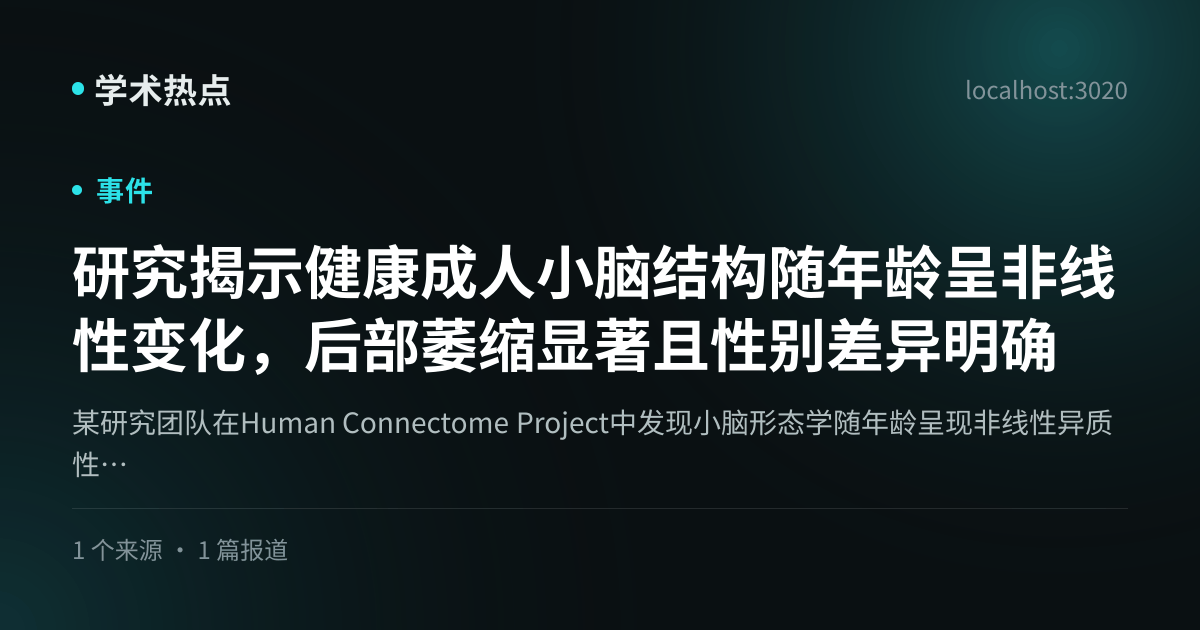 学术热点
localhost:3020
事件
研究揭示健康成人小脑结构随年龄呈非线
性变化，后部萎缩显著且性别差异明确
某研究团队在Human Connectome Project中发现小脑形态学随年龄呈现非线性异质
性…
1 个来源 · 1 篇报道